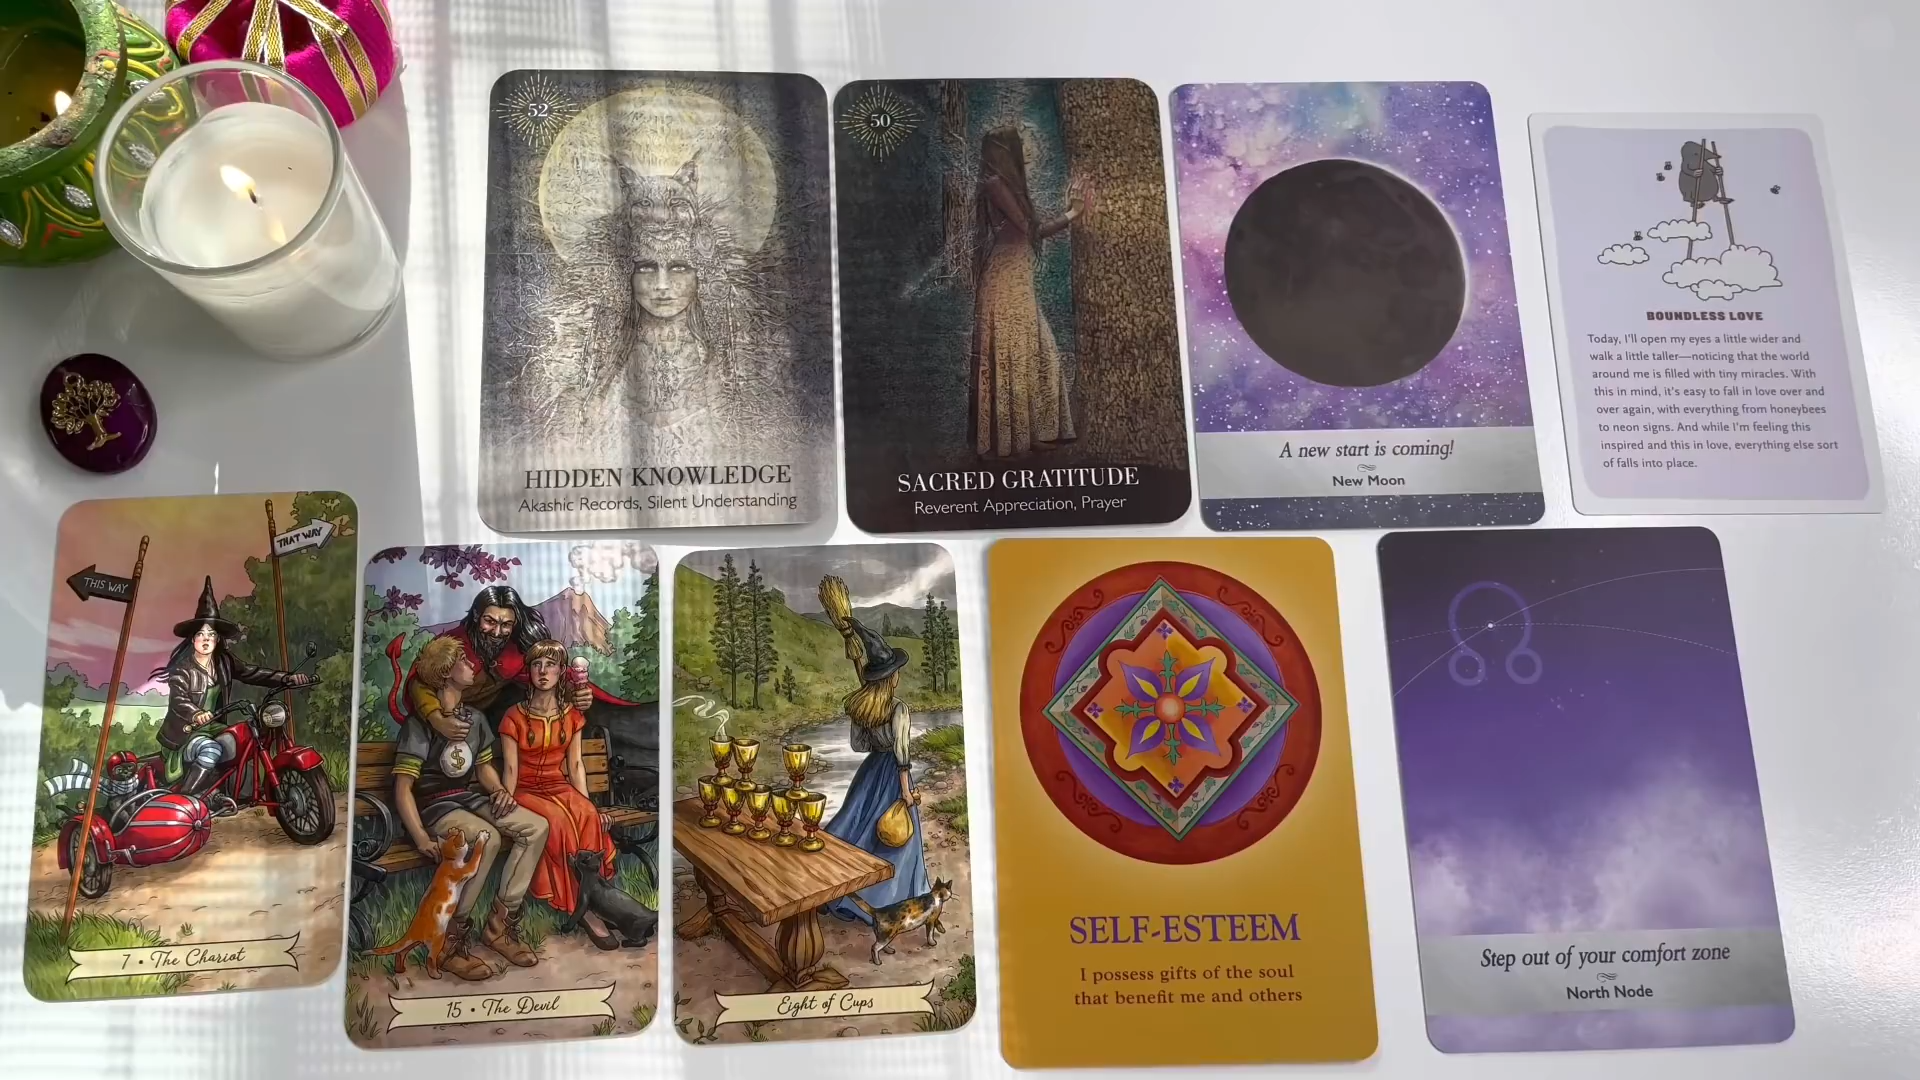 52
HIDDEN KNOWLEDGE
Akashic Records, Silent Understanding
50
SACRED GRATITUDE
Reverent Appreciation, Prayer
A new start is coming!
New Moon
BOUNDLESS LOVE
Today, I'll open my eyes a little wider and
walk a little taller—noticing that the world
around me is filled with tiny miracles. With
this in mind, it's easy to fall in love over and
over again, with everything from honeybees
to neon signs. And while I'm feeling this
inspired and this in love, everything else sort
of falls into place.
THIS WAY
THAT WAY
7 • The Chariot
$
15 • The Devil
Eight of Cups
SELF-ESTEEM
I possess gifts of the soul
that benefit me and others
Step out of your comfort zone
North Node